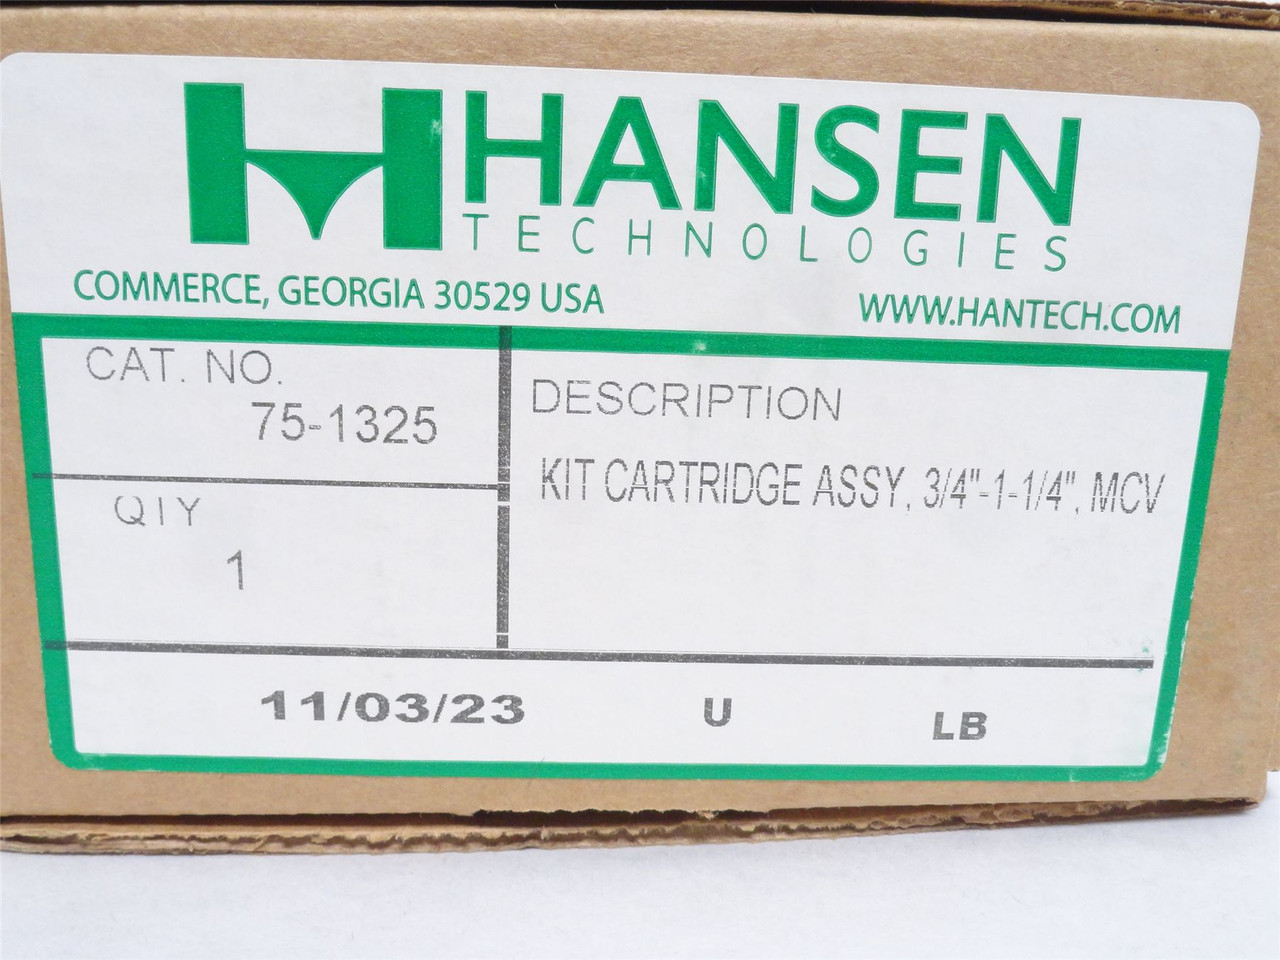 HANSEN
TECHNOLOGIES
COMMERCE, GEORGIA 30529 USA
WWW.HANTECH.COM
CAT. NO.
75-1325
DESCRIPTION
KIT CARTRIDGE ASSY, 3/4"-1-1/4", MCV
QTY
1
11/03/23 U LB